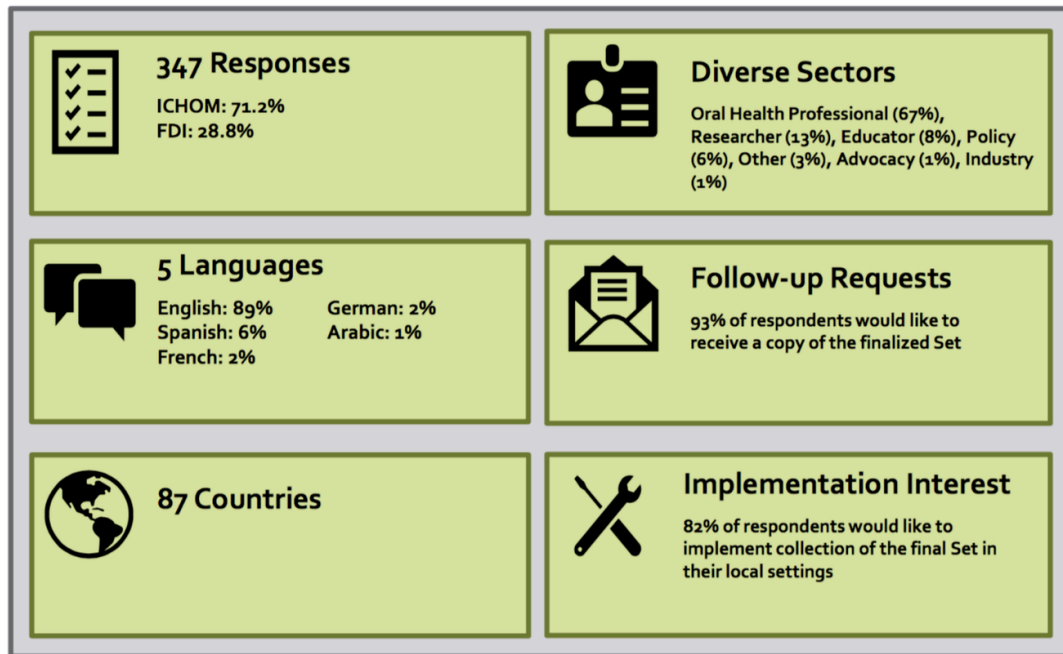 347 Responses
ICHOM: 71.2%
FDI: 28.8%
Diverse Sectors
Oral Health Professional (67%),
Researcher (13%), Educator (8%), Policy
(6%), Other (3%), Advocacy (1%), Industry
(1%)
5 Languages
English: 89%
Spanish: 6%
French: 2%
German: 2%
Arabic: 1%
Follow-up Requests
93% of respondents would like to
receive a copy of the finalized Set
87 Countries
Implementation Interest
82% of respondents would like to
implement collection of the final Set in
their local settings